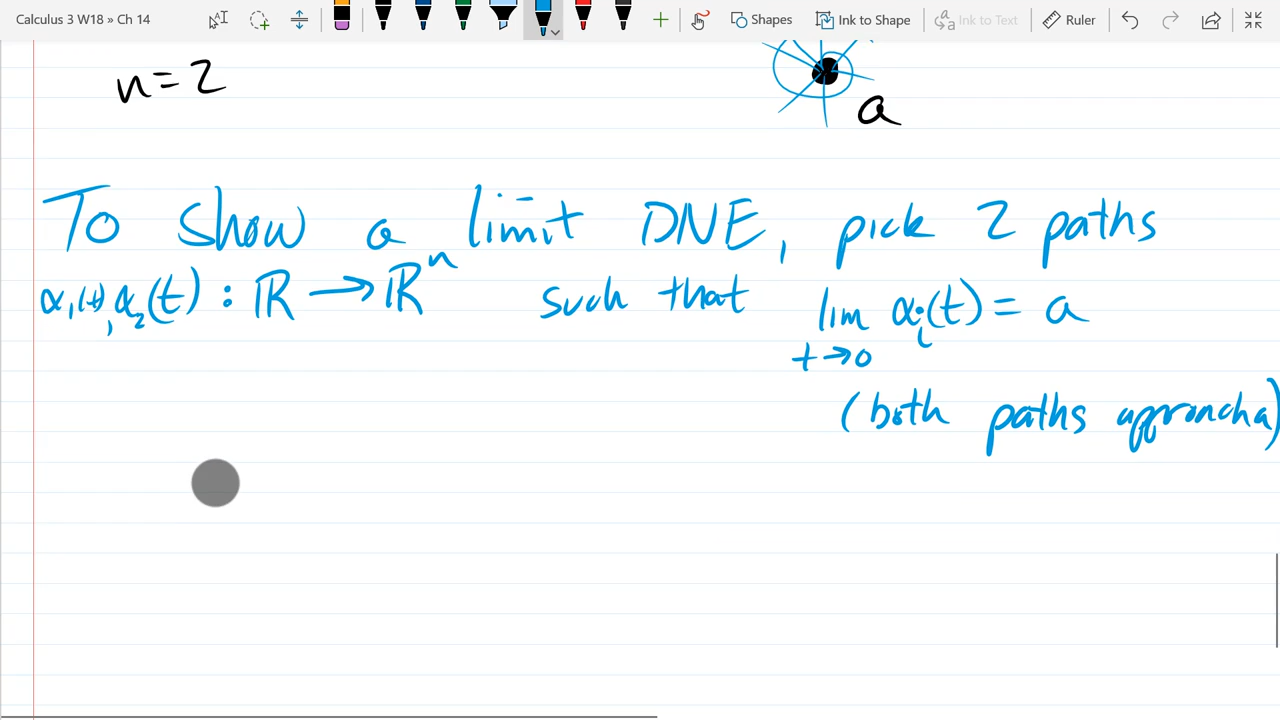 Calculus 3 W18 » Ch 14
Shapes
Ink to Shape
Ink to Text
Ruler
n=2
a
To show a limit DNE, pick 2 paths
α₁(t), α₂(t) : ℝ → ℝⁿ such that lim αᵢ(t) = a
t→0
(both paths approach a)